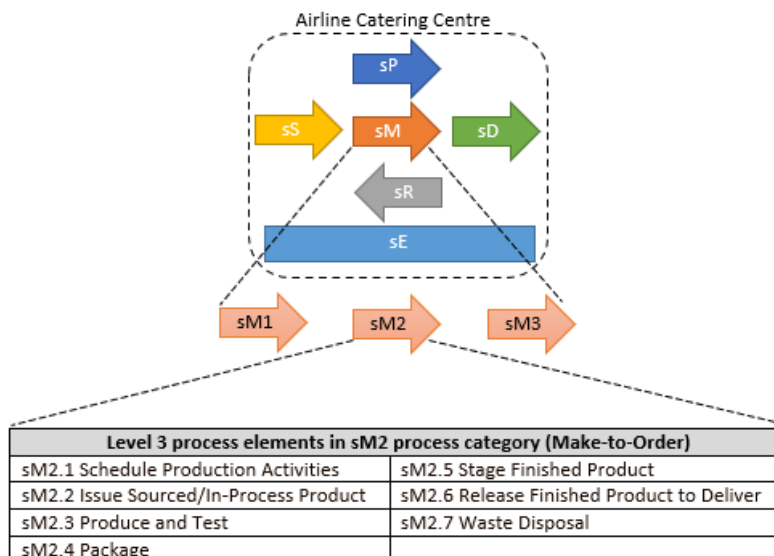 Airline Catering Centre
sP
sS
sM
sD
sR
sE
sM1
sM2
sM3
Level 3 process elements in sM2 process category (Make-to-Order)
sM2.1 Schedule Production Activities
sM2.5 Stage Finished Product
sM2.2 Issue Sourced/In-Process Product
sM2.6 Release Finished Product to Deliver
sM2.3 Produce and Test
sM2.7 Waste Disposal
sM2.4 Package